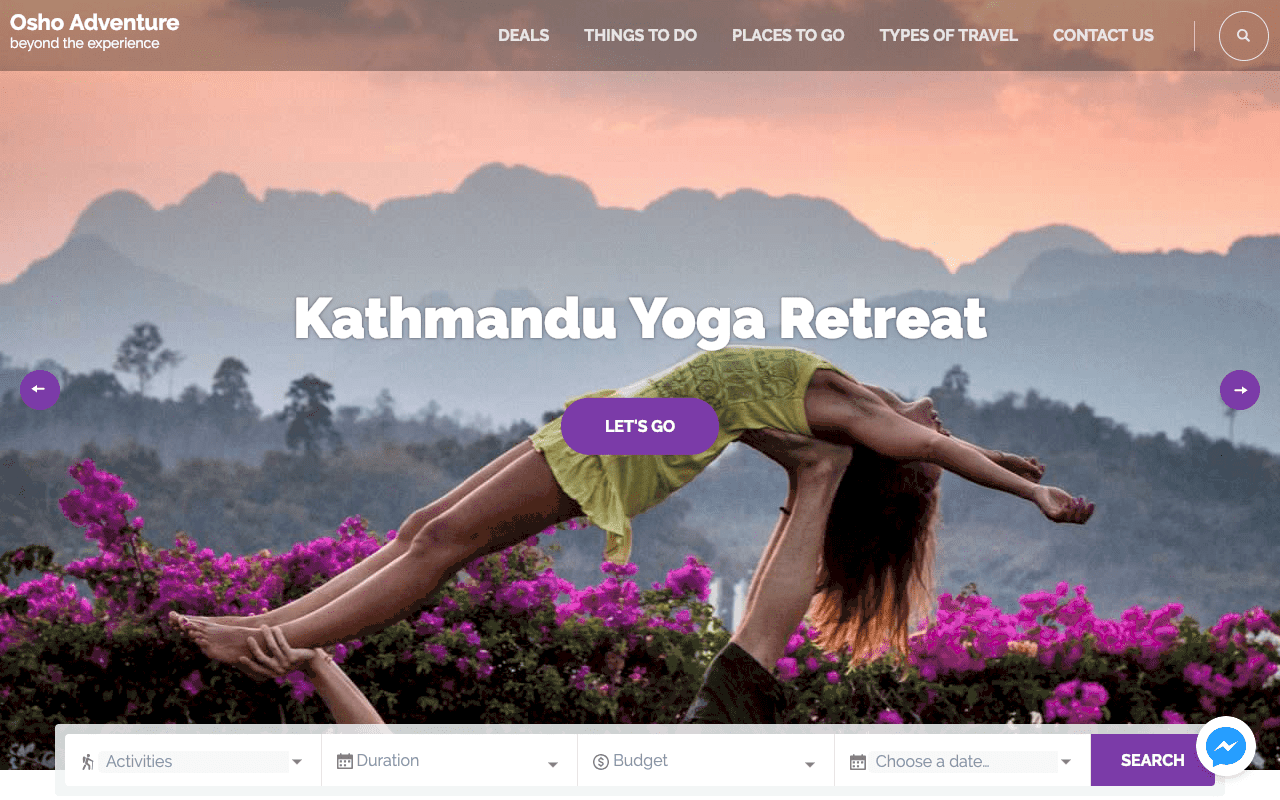 Osho Adventure
beyond the experience
DEALS
THINGS TO DO
PLACES TO GO
TYPES OF TRAVEL
CONTACT US
Kathmandu Yoga Retreat
LET'S GO
Activities
Duration
Budget
Choose a date...
SEARCH